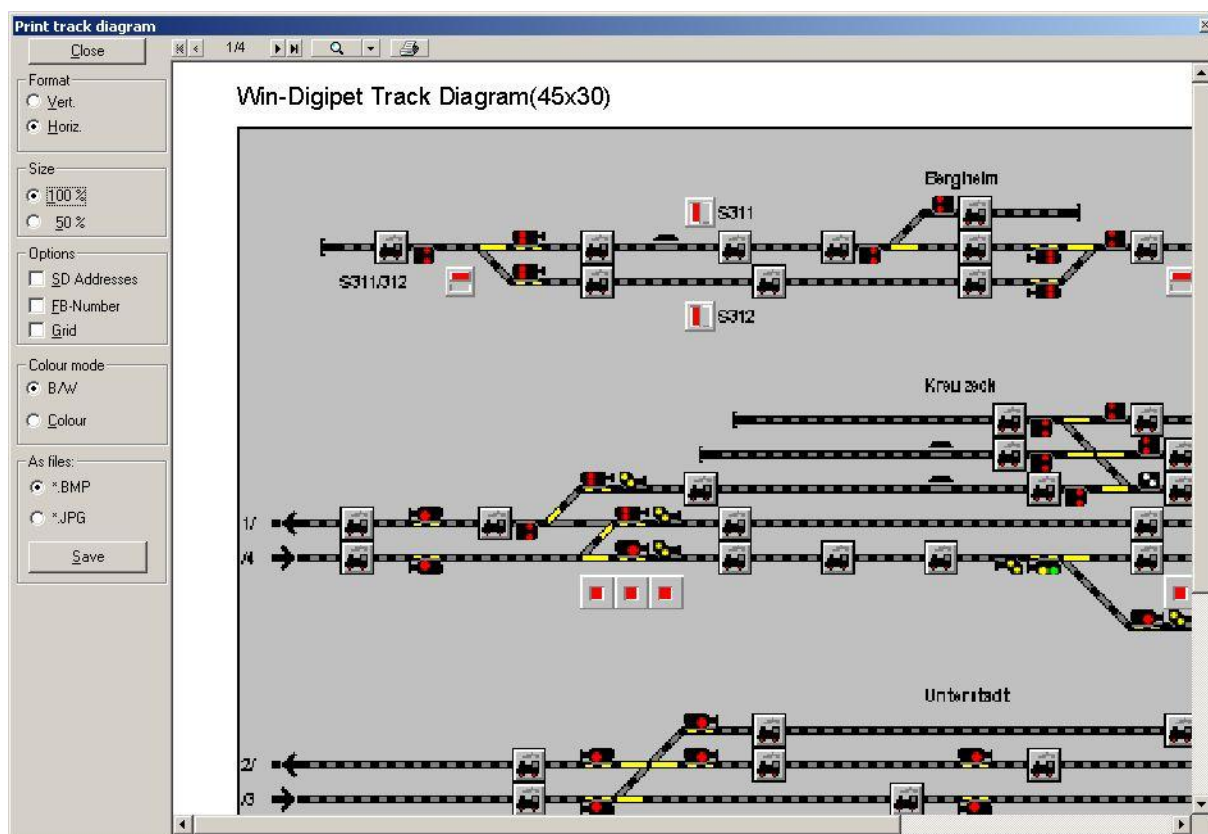 Print track diagram
Close
1/4
Format
Vert.
Horiz.
Size
100 %
50 %
Options
SD Addresses
FB-Number
Grid
Colour mode
B/W
Colour
As files:
*.BMP
*.JPG
Save
Win-Digipet Track Diagram(45x30)
Bergheim
S311
S311/312
S312
Kreuzeck
1/
/4
Unterstadt
2/
/3